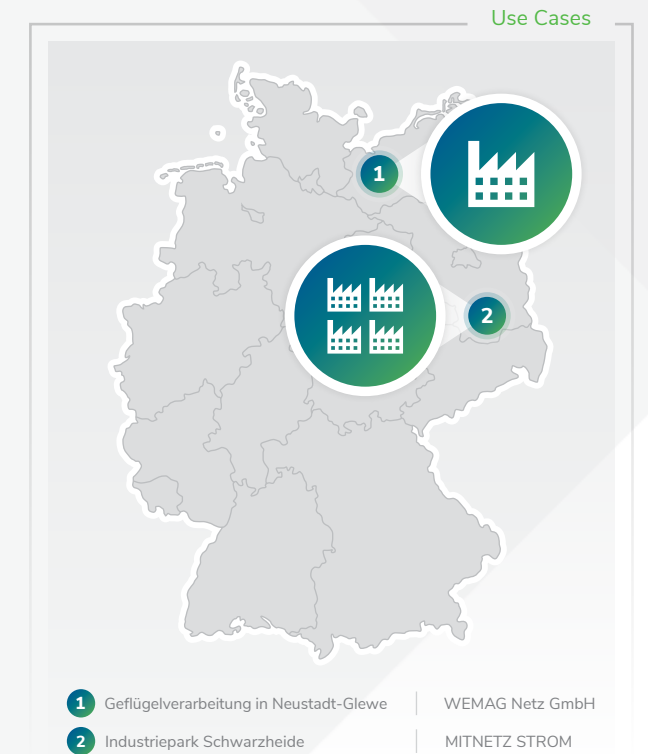 Use Cases
1
2
1 Geflügelverarbeitung in Neustadt-Glewe | WEMAG Netz GmbH
2 Industriepark Schwarzheide | MITNETZ STROM